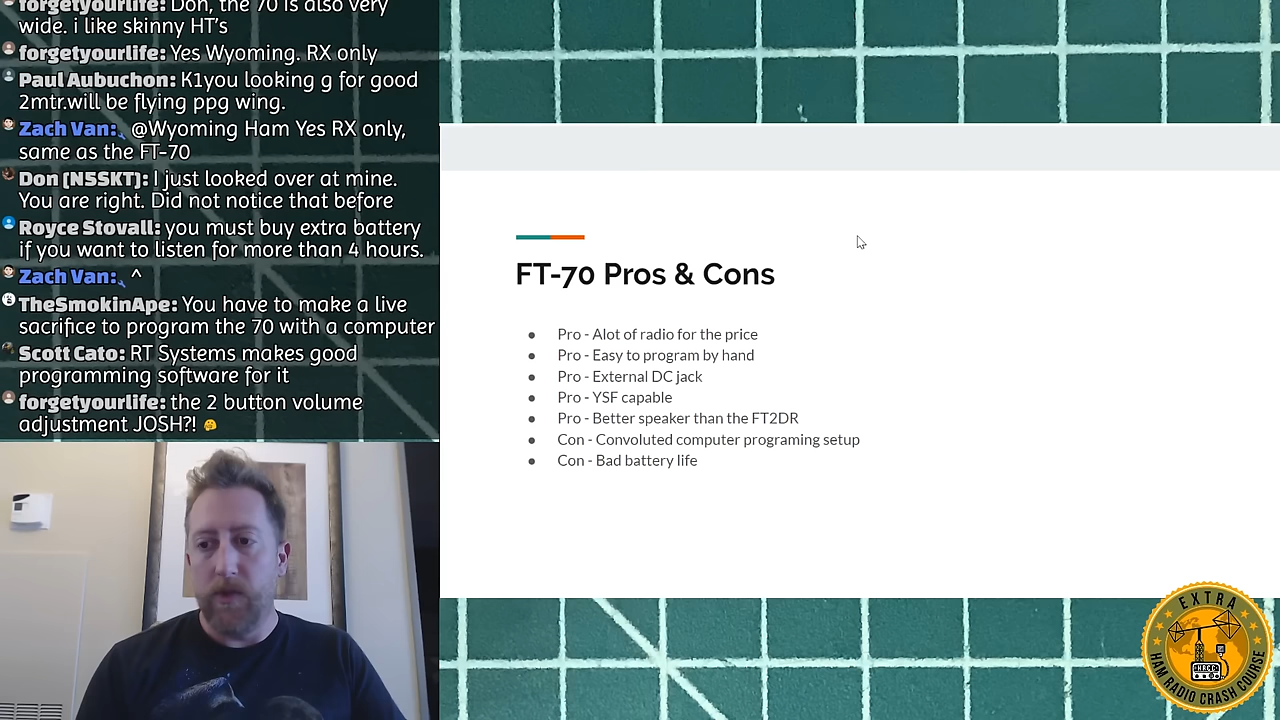 forgetyourlife: Don, the 70 is also very
wide. i like skinny HT's
forgetyourlife: Yes Wyoming. RX only
Paul Aubuchon: K1you looking g for good
2mtr.will be flying ppg wing.
Zach Van: @Wyoming Ham Yes RX only,
same as the FT-70
Don (N5SKT): I just looked over at mine.
You are right. Did not notice that before
Royce Stovall: you must buy extra battery
if you want to listen for more than 4 hours.
Zach Van: ^
TheSmokinApe: You have to make a live
sacrifice to program the 70 with a computer
Scott Cato: RT Systems makes good
programming software for it
forgetyourlife: the 2 button volume
adjustment JOSH?!
FT-70 Pros & Cons
● Pro - Alot of radio for the price
● Pro - Easy to program by hand
● Pro - External DC jack
● Pro - YSF capable
● Pro - Better speaker than the FT2DR
● Con - Convoluted computer programing setup
● Con - Bad battery life
EXTRA
HRCC
HAM RADIO CRASH COURSE